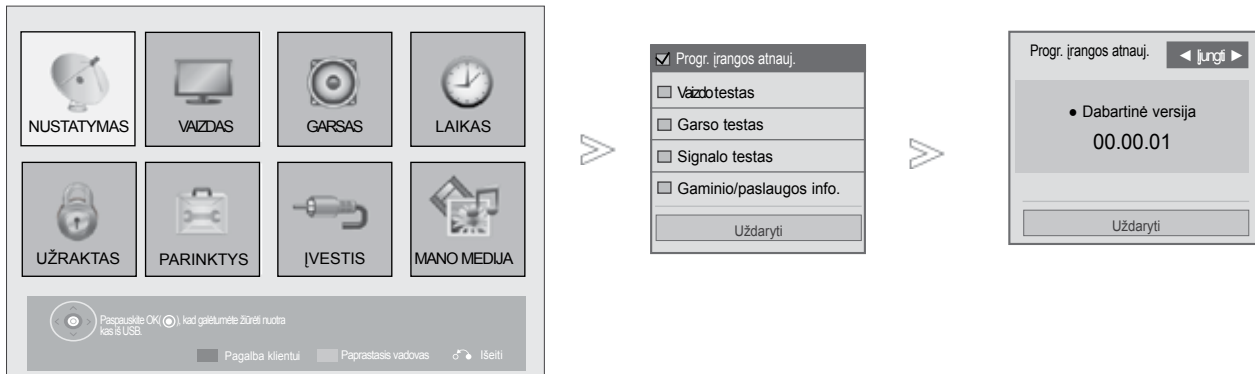 NUSTATYMAS
VAIZDAS
GARSAS
LAIKAS
UŽRAKTAS
PARINKTYS
ĮVESTIS
MANO MEDIJA
Paspauskite OK( ), kad galėtumėte žiūrėti nuotra
kas iš USB.
Pagalba klientui
Paprastasis vadovas
Išeiti
Progr. įrangos atnauj.
Vaizdo testas
Garso testas
Signalo testas
Gaminio/paslaugos info.
Uždaryti
Progr. įrangos atnauj.
◄ Įjungti ►
● Dabartinė versija
00.00.01
Uždaryti